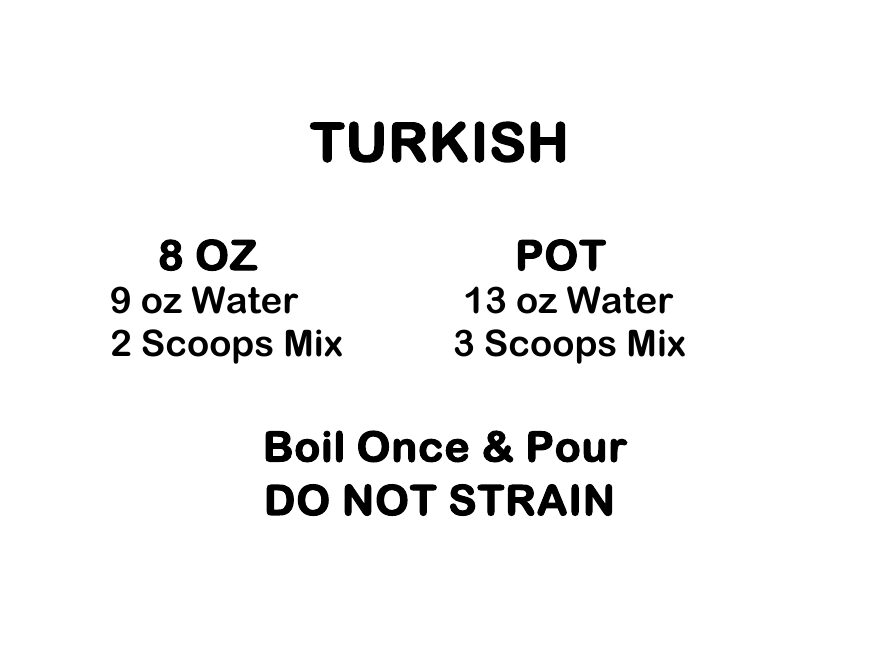 TURKISH
8 OZ POT
9 oz Water 13 oz Water
2 Scoops Mix 3 Scoops Mix
Boil Once & Pour
DO NOT STRAIN